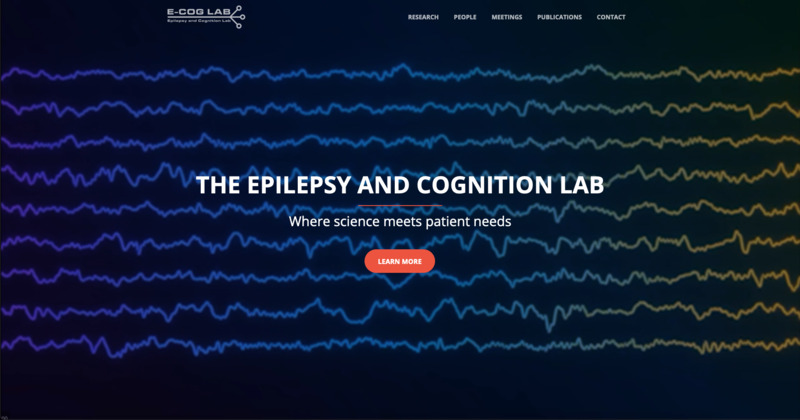 E-COG LAB
Epilepsy and Cognition Lab
RESEARCH PEOPLE MEETINGS PUBLICATIONS CONTACT
THE EPILEPSY AND COGNITION LAB
Where science meets patient needs
LEARN MORE